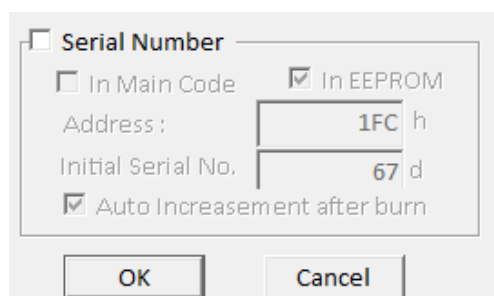 Serial Number
In Main Code In EEPROM
Address : 1FC h
Initial Serial No. 67 d
Auto Increasement after burn
OK Cancel